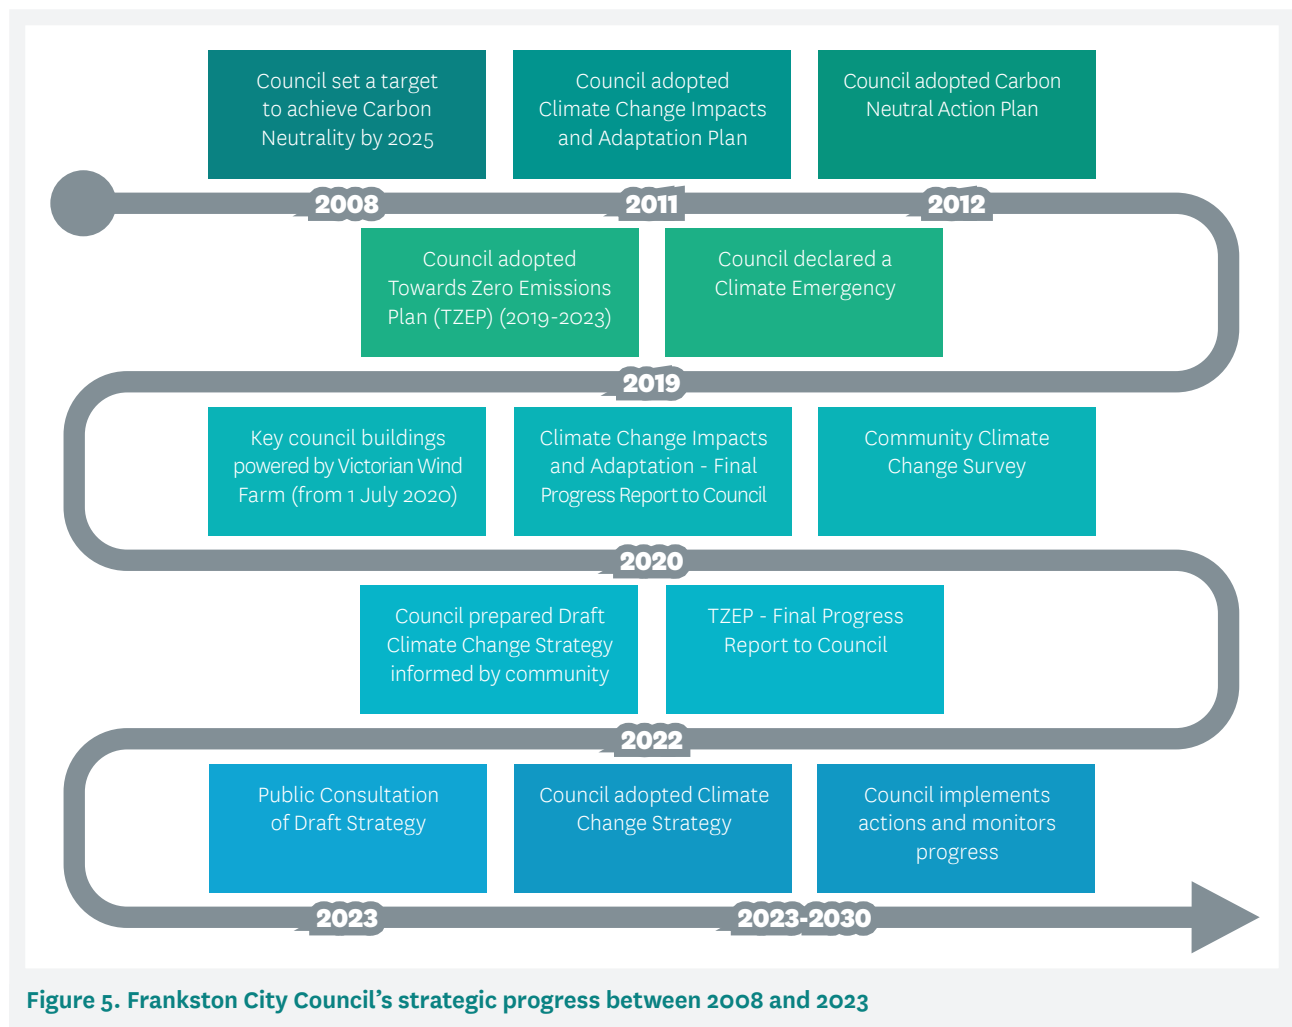 Council set a target
to achieve Carbon
Neutrality by 2025
Council adopted
Climate Change Impacts
and Adaptation Plan
Council adopted Carbon
Neutral Action Plan
2008
2011
2012
Council adopted
Towards Zero Emissions
Plan (TZEP) (2019-2023)
Council declared a
Climate Emergency
2019
Key council buildings
powered by Victorian Wind
Farm (from 1 July 2020)
Climate Change Impacts
and Adaptation - Final
Progress Report to Council
Community Climate
Change Survey
2020
Council prepared Draft
Climate Change Strategy
informed by community
TZEP - Final Progress
Report to Council
2022
Public Consultation
of Draft Strategy
Council adopted Climate
Change Strategy
Council implements
actions and monitors
progress
2023
2023-2030
Figure 5. Frankston City Council's strategic progress between 2008 and 2023